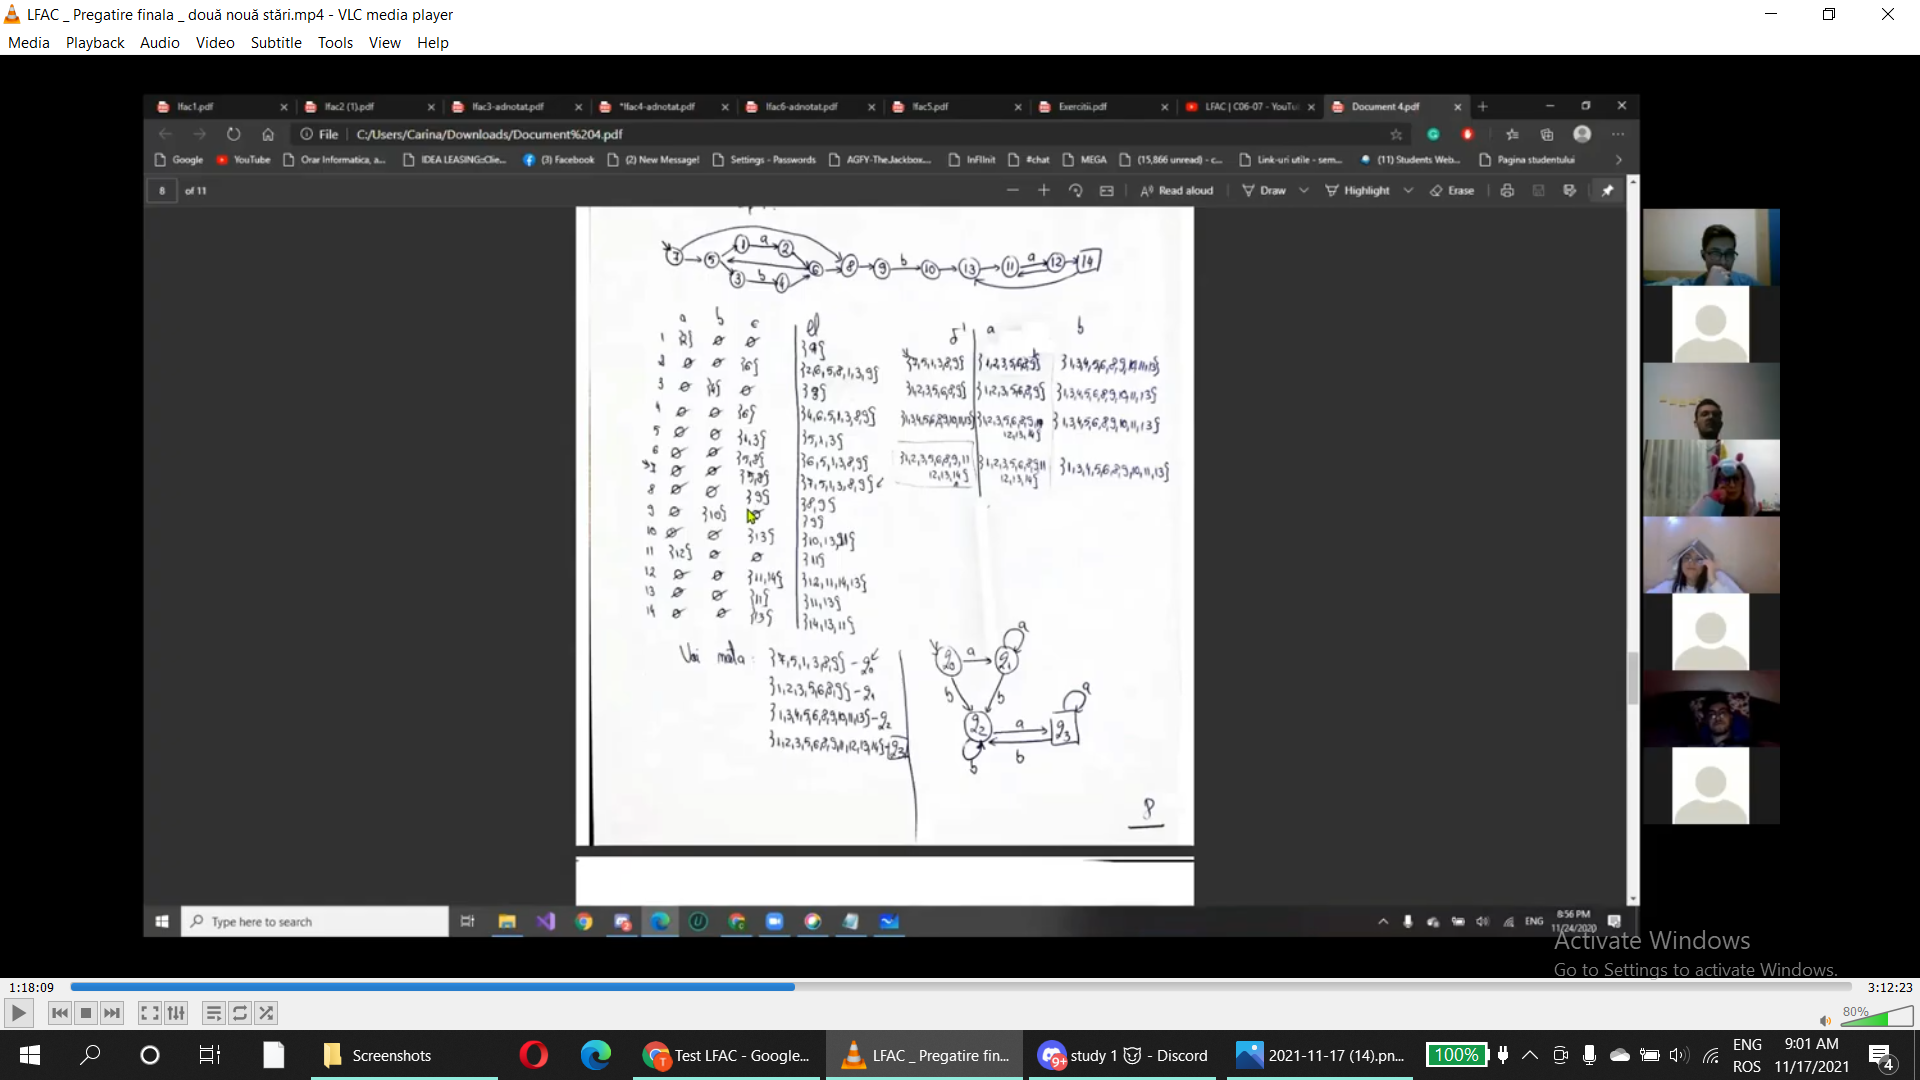 LFAC _ Pregatire finala _ două nouă stări.mp4 - VLC media player
Media Playback Audio Video Subtitle Tools View Help
lfac1.pdf lfac2 (1).pdf lfac3-adnotat.pdf *lfac4-adnotat.pdf lfac6-adnotat.pdf lfac5.pdf Exercitii.pdf LFAC | C06-07 - YouTu Document 4.pdf
File C:/Users/Carina/Downloads/Document%204.pdf
Google YouTube Orar Informatica, a... IDEA LEASING::Clie... (3) Facebook (2) New Message! Settings - Passwords AGFY-The.Jackbox.... InFIInit #chat MEGA (15,866 unread) - c... Link-uri utile - sem... (11) Students Web... Pagina studentului
8 of 11 Read aloud Draw Highlight Erase
7 5 1 a 2 3 b 4 6 8 9 b 10 13 11 a 12 14
a b ε el
δ' a b
1 {2} ∅ ∅
2 ∅ ∅ {6} {2,6,5,8,1,3,9}
3 ∅ {4} ∅
4 ∅ ∅ {6} {4,6,5,1,3,8,9}
5 ∅ ∅ {1,3} {5,1,3}
6 ∅ ∅ {5,8} {6,5,1,3,8,9}
7 ∅ ∅ {5,8} {7,5,1,3,8,9}
8 ∅ ∅ {9} {8,9}
9 ∅ {10} ∅ {9}
10 ∅ ∅ {13} {10,13,11}
11 {12} ∅ ∅ {11}
12 ∅ ∅ {11,14} {12,11,14,13}
13 ∅ ∅ {11} {11,13}
14 ∅ ∅ {13} {14,13,11}
{7,5,1,3,8,9} {1,2,3,5,6,8,9} {1,3,4,5,6,8,9,10,11,13}
{1,2,3,5,6,8,9} {1,2,3,5,6,8,9} {1,3,4,5,6,8,9,10,11,13}
{1,3,4,5,6,8,9,10,11,13} {1,3,4,5,6,8,9,10,11,13}
12,13,14}
{1,2,3,5,6,8,9,11 {1,2,3,5,6,8,9,11 {1,3,4,5,6,8,9,10,11,13}
12,13,14} 12,13,14}
{7,5,1,3,8,9} - q0
{1,2,3,5,6,8,9} - q1
{1,3,4,5,6,8,9,10,11,13} - q2
{1,2,3,5,6,8,9,11,12,13,14} - q3
a
q0 a q1
b b a
q2 a q3
b b
8
Type here to search
ENG 8:56 PM
11/24/2020
Activate Windows
Go to Settings to activate Windows.
1:18:09 3:12:23
80%
Screenshots Test LFAC - Google... LFAC _ Pregatire fin... study 1 - Discord 2021-11-17 (14).pn... 100% ENG 9:01 AM
ROS 11/17/2021 4